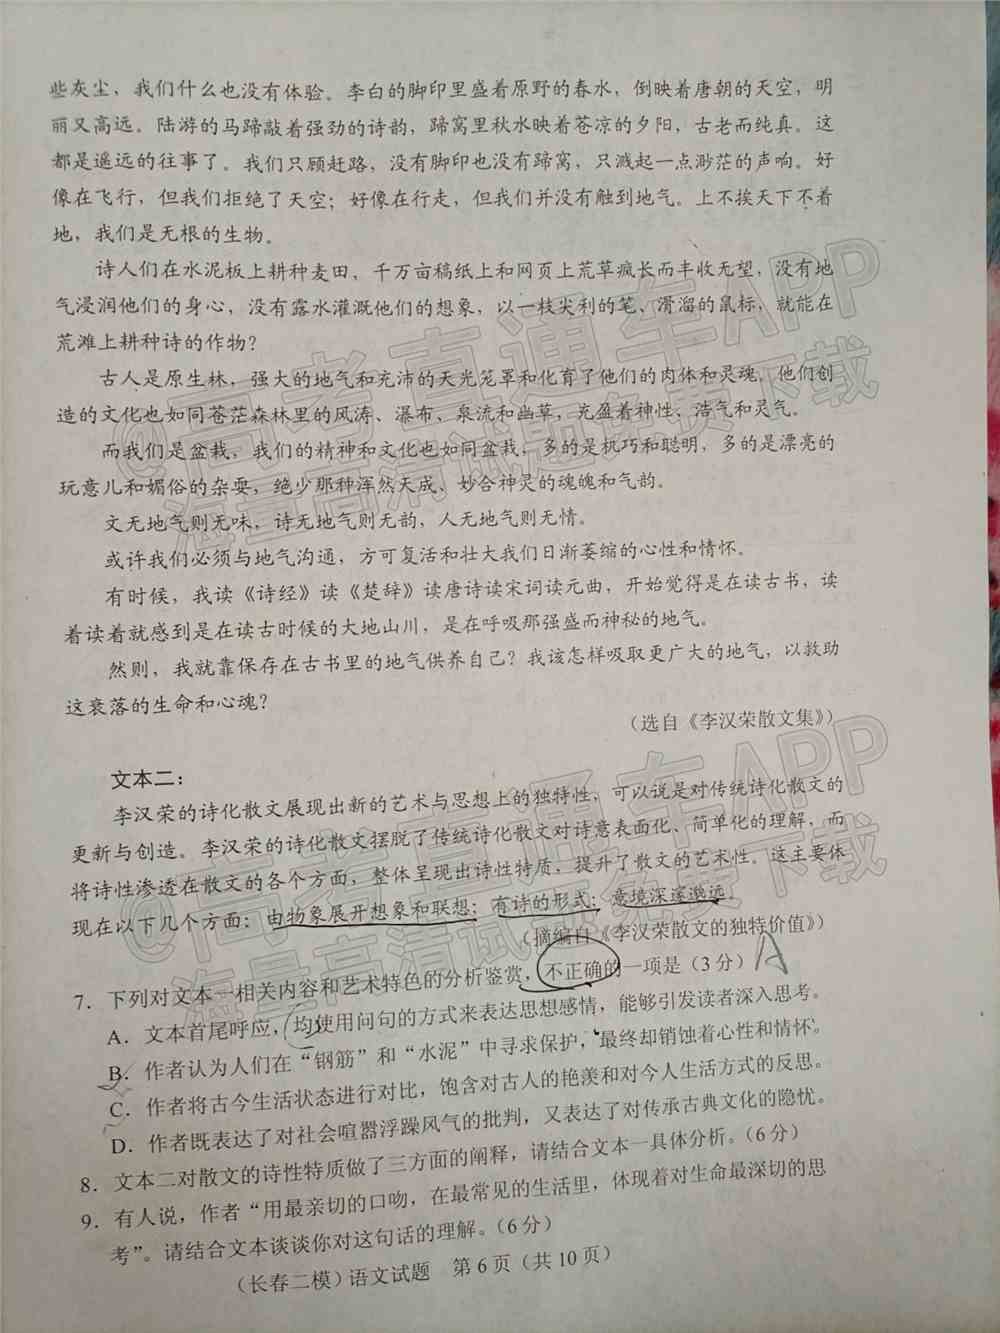 些灰尘，我们什么也没有体验。李白的脚印里盛着原野的春水，倒映着唐朝的天空，明
丽又高远。陆游的马蹄敲着强劲的诗韵，蹄窝里秋水映着苍凉的夕阳，古老而纯真。这
都是遥远的往事了。我们只顾赶路，没有脚印也没有蹄窝，只溅起一点渺茫的声响。好
像在飞行，但我们拒绝了天空；好像在行走，但我们并没有触到地气。上不挨天下不着
地，我们是无根的生物。
诗人们在水泥板上耕种麦田，千万亩稿纸上和网页上荒草疯长而丰收无望，没有地
气浸润他们的身心，没有露水灌溉他们的想象，以一枝尖利的笔、滑溜的鼠标，就能在
荒滩上耕种诗的作物？
古人是原生林，强大的地气和充沛的天光笼罩和化育了他们的肉体和灵魂，他们创
造的文化也如同苍茫森林里的风涛、瀑布、泉流和幽草，充盈着神性、浩气和灵气。
而我们是盆栽，我们的精神和文化也如同盆栽，多的是机巧和聪明，多的是漂亮的
玩意儿和媚俗的杂耍，绝少那种浑然天成、妙合神灵的魂魄和气韵。
文无地气则无味，诗无地气则无韵，人无地气则无情。
或许我们必须与地气沟通，方可复活和壮大我们日渐萎缩的心性和情怀。
有时候，我读《诗经》读《楚辞》读唐诗读宋词读元曲，开始觉得是在读古书，读
着读着就感到是在读古时候的大地山川，是在呼吸那强盛而神秘的地气。
然则，我就靠保存在古书里的地气供养自己？我该怎样吸取更广大的地气，以救助
这衰落的生命和心魂？
（选自《李汉荣散文集》）
文本二：
李汉荣的诗化散文展现出新的艺术与思想上的独特性，可以说是对传统诗化散文的
更新与创造。李汉荣的诗化散文摆脱了传统诗化散文对诗意表面化、简单化的理解，而
将诗性渗透在散文的各个方面，整体呈现出诗性特质，提升了散文的艺术性。这主要体
现在以下几个方面：由物象展开想象和联想；有诗的形式；意境深邃邈远。
（摘编自《李汉荣散文的独特价值》）
7．下列对文本一相关内容和艺术特色的分析鉴赏，不正确的一项是（3分） A
A．文本首尾呼应，均使用问句的方式来表达思想感情，能够引发读者深入思考。
B．作者认为人们在“钢筋”和“水泥”中寻求保护，最终却销蚀着心性和情怀。
C．作者将古今生活状态进行对比，饱含对古人的艳羡和对今人生活方式的反思。
D．作者既表达了对社会喧嚣浮躁风气的批判，又表达了对传承古典文化的隐忧。
8．文本二对散文的诗性特质做了三方面的阐释，请结合文本一具体分析。（6分）
9．有人说，作者“用最亲切的口吻，在最常见的生活里，体现着对生命最深切的思
考”。请结合文本谈谈你对这句话的理解。（6分）
（长春二模）语文试题 第6页（共10页）
@高考直通车APP
海量高清试题免费下载
@高考直通车APP
海量高清试题免费下载